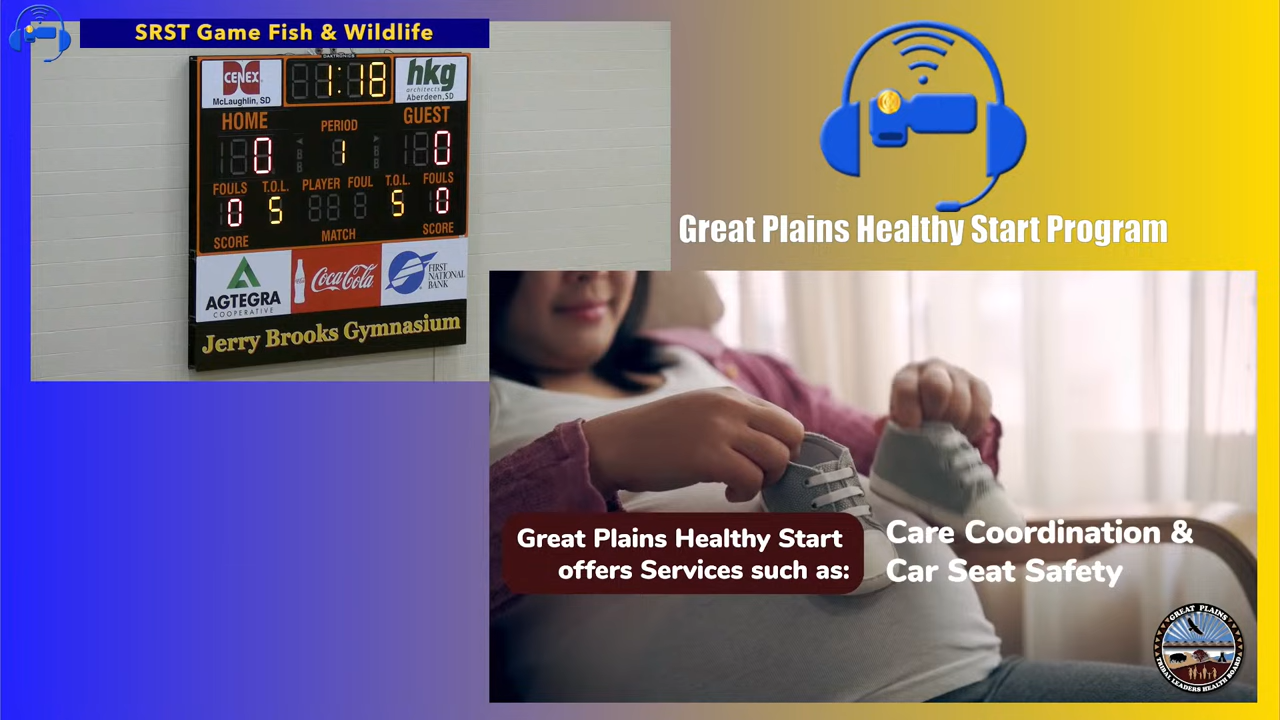 SRST Game Fish & Wildlife
CENEX
McLaughlin, SD
DAKTRONICS
1:18
hkg
architects
Aberdeen, SD
HOME
PERIOD
GUEST
0
1
0
FOULS
T.O.L.
PLAYER
FOUL
T.O.L.
FOULS
0
5
5
0
SCORE
MATCH
SCORE
AGTEGRA
COOPERATIVE
Coca-Cola
FIRST
NATIONAL
BANK
Jerry Brooks Gymnasium
Great Plains Healthy Start Program
Great Plains Healthy Start
offers Services such as:
Care Coordination &
Car Seat Safety
GREAT PLAINS
TRIBAL LEADERS HEALTH BOARD